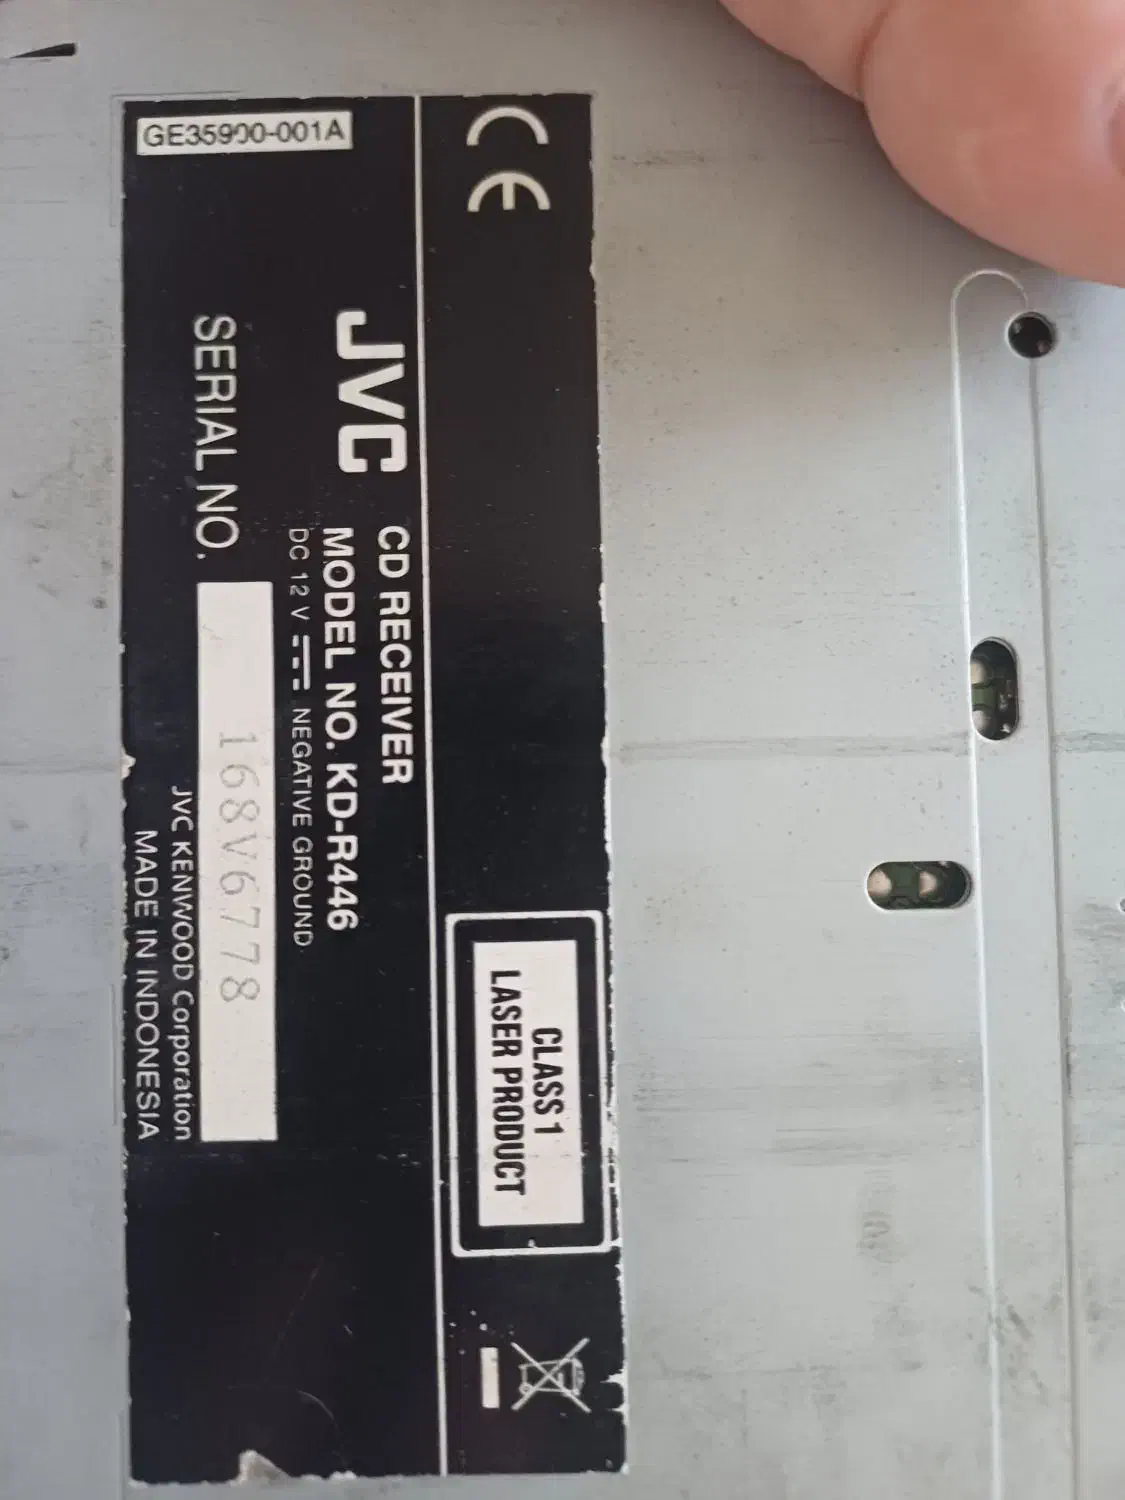 CE
CLASS 1
LASER PRODUCT
JVC CD RECEIVER
MODEL NO. KD-R446
DC 12 V NEGATIVE GROUND
SERIAL NO. 168V6778
JVC KENWOOD Corporation
MADE IN INDONESIA
GE35900-001A